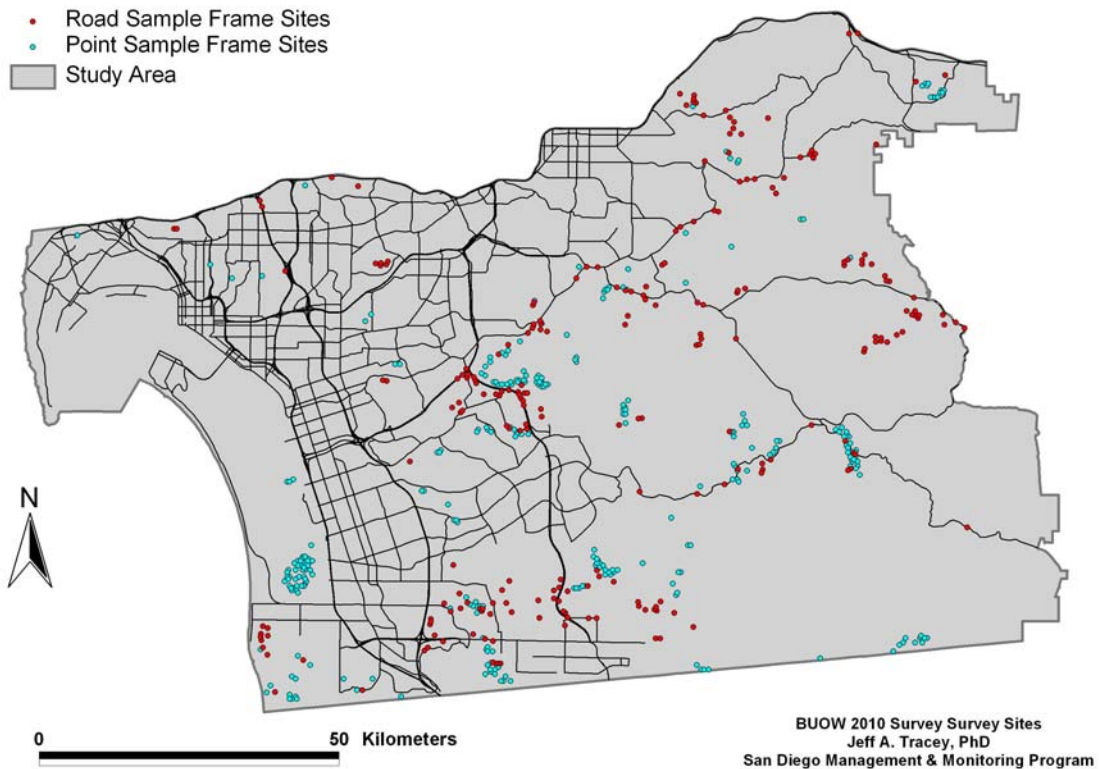 Road Sample Frame Sites
Point Sample Frame Sites
Study Area
N
0 50 Kilometers
BUOW 2010 Survey Survey Sites
Jeff A. Tracey, PhD
San Diego Management & Monitoring Program